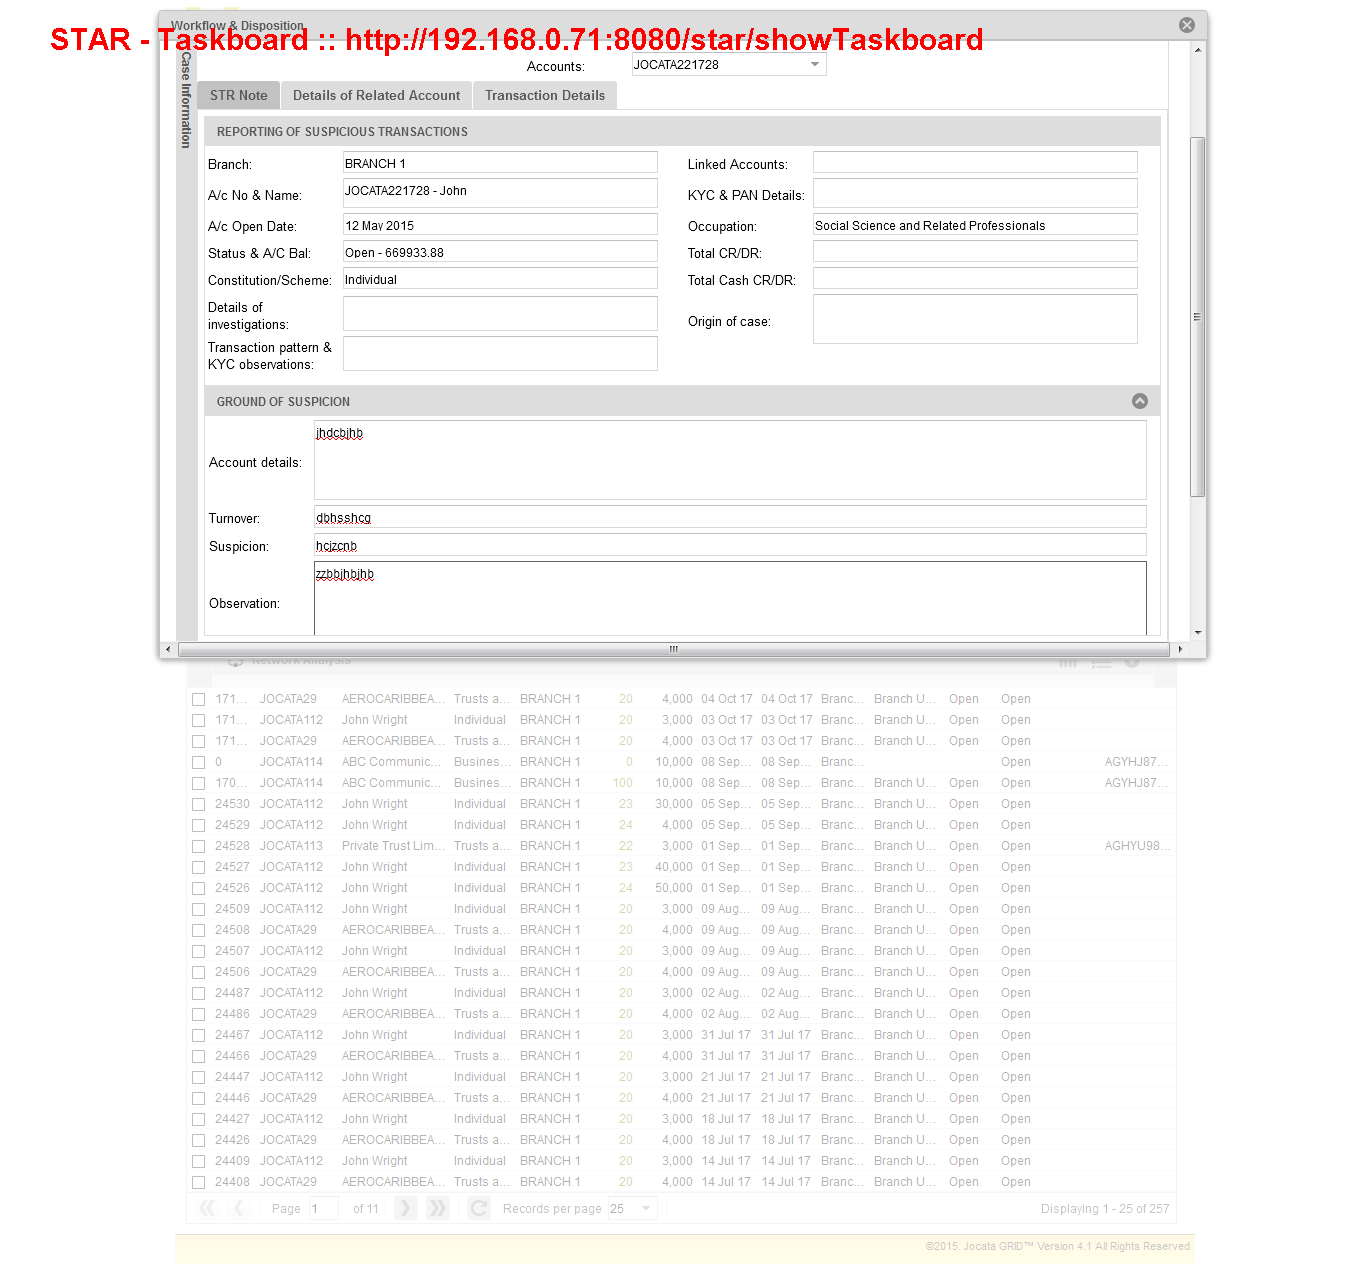 Workflow & Disposition
STAR - Taskboard :: http://192.168.0.71:8080/star/showTaskboard
Case Information
Accounts: JOCATA221728
STR Note Details of Related Account Transaction Details
REPORTING OF SUSPICIOUS TRANSACTIONS
Branch: BRANCH 1 Linked Accounts:
A/c No & Name: JOCATA221728 - John KYC & PAN Details:
A/c Open Date: 12 May 2015 Occupation: Social Science and Related Professionals
Status & A/C Bal: Open - 669933.88 Total CR/DR:
Constitution/Scheme: Individual Total Cash CR/DR:
Details of
investigations:
Origin of case:
Transaction pattern &
KYC observations:
GROUND OF SUSPICION
Account details: jhdcbjhb
Turnover: dbhsshcg
Suspicion: hcjzcnb
Observation: zzbbjhbjhb
Network Analysis
171... JOCATA29 AEROCARIBBEA... Trusts a... BRANCH 1 20 4,000 04 Oct 17 04 Oct 17 Branc... Branch U... Open Open
171... JOCATA112 John Wright Individual BRANCH 1 20 3,000 03 Oct 17 03 Oct 17 Branc... Branch U... Open Open
171... JOCATA29 AEROCARIBBEA... Trusts a... BRANCH 1 20 4,000 03 Oct 17 03 Oct 17 Branc... Branch U... Open Open
0 JOCATA114 ABC Communic... Busines... BRANCH 1 0 10,000 08 Sep... 08 Sep... Branc... Open AGYHJ87...
170... JOCATA114 ABC Communic... Busines... BRANCH 1 100 10,000 08 Sep... 08 Sep... Branc... Branch U... Open Open AGYHJ87...
24530 JOCATA112 John Wright Individual BRANCH 1 23 30,000 05 Sep... 05 Sep... Branc... Branch U... Open Open
24529 JOCATA112 John Wright Individual BRANCH 1 24 4,000 05 Sep... 05 Sep... Branc... Branch U... Open Open
24528 JOCATA113 Private Trust Lim... Trusts a... BRANCH 1 22 3,000 01 Sep... 01 Sep... Branc... Branch U... Open Open AGHYU98...
24527 JOCATA112 John Wright Individual BRANCH 1 23 40,000 01 Sep... 01 Sep... Branc... Branch U... Open Open
24526 JOCATA112 John Wright Individual BRANCH 1 24 50,000 01 Sep... 01 Sep... Branc... Branch U... Open Open
24509 JOCATA112 John Wright Individual BRANCH 1 20 3,000 09 Aug... 09 Aug... Branc... Branch U... Open Open
24508 JOCATA29 AEROCARIBBEA... Trusts a... BRANCH 1 20 4,000 09 Aug... 09 Aug... Branc... Branch U... Open Open
24507 JOCATA112 John Wright Individual BRANCH 1 20 3,000 09 Aug... 09 Aug... Branc... Branch U... Open Open
24506 JOCATA29 AEROCARIBBEA... Trusts a... BRANCH 1 20 4,000 09 Aug... 09 Aug... Branc... Branch U... Open Open
24487 JOCATA112 John Wright Individual BRANCH 1 20 3,000 02 Aug... 02 Aug... Branc... Branch U... Open Open
24486 JOCATA29 AEROCARIBBEA... Trusts a... BRANCH 1 20 4,000 02 Aug... 02 Aug... Branc... Branch U... Open Open
24467 JOCATA112 John Wright Individual BRANCH 1 20 3,000 31 Jul 17 31 Jul 17 Branc... Branch U... Open Open
24466 JOCATA29 AEROCARIBBEA... Trusts a... BRANCH 1 20 4,000 31 Jul 17 31 Jul 17 Branc... Branch U... Open Open
24447 JOCATA112 John Wright Individual BRANCH 1 20 3,000 21 Jul 17 21 Jul 17 Branc... Branch U... Open Open
24446 JOCATA29 AEROCARIBBEA... Trusts a... BRANCH 1 20 4,000 21 Jul 17 21 Jul 17 Branc... Branch U... Open Open
24427 JOCATA112 John Wright Individual BRANCH 1 20 3,000 18 Jul 17 18 Jul 17 Branc... Branch U... Open Open
24426 JOCATA29 AEROCARIBBEA... Trusts a... BRANCH 1 20 4,000 18 Jul 17 18 Jul 17 Branc... Branch U... Open Open
24409 JOCATA112 John Wright Individual BRANCH 1 20 3,000 14 Jul 17 14 Jul 17 Branc... Branch U... Open Open
24408 JOCATA29 AEROCARIBBEA... Trusts a... BRANCH 1 20 4,000 14 Jul 17 14 Jul 17 Branc... Branch U... Open Open
Page 1 of 11 Records per page 25 Displaying 1 - 25 of 257
©2015. Jocata GRID™ Version 4.1 All Rights Reserved